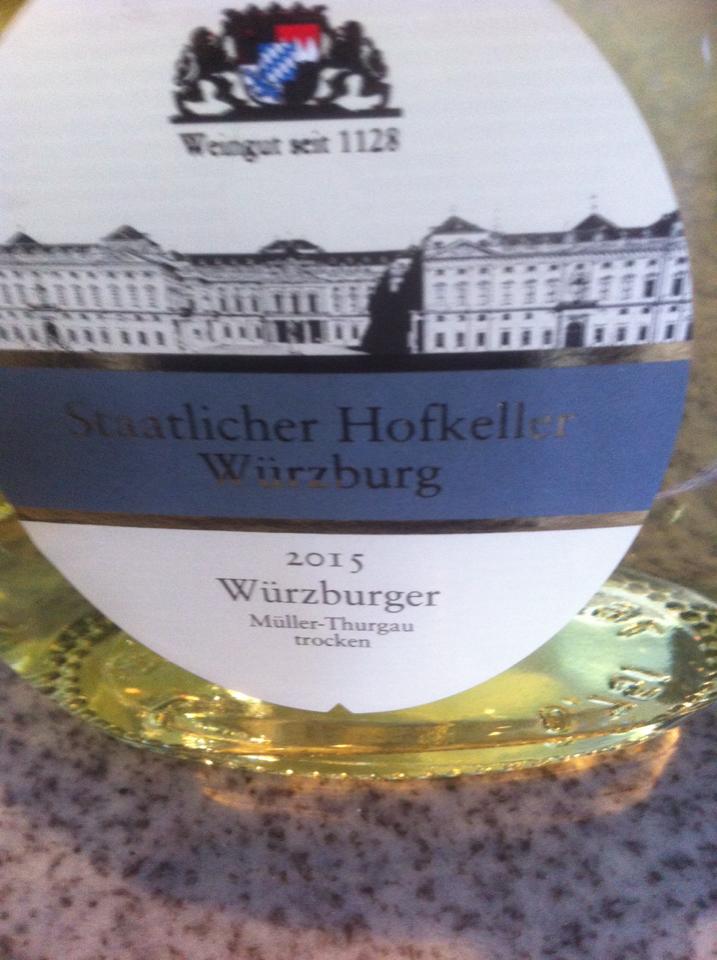 Weingut seit 1128
Staatlicher Hofkeller
Würzburg
2015
Würzburger
Müller-Thurgau
trocken